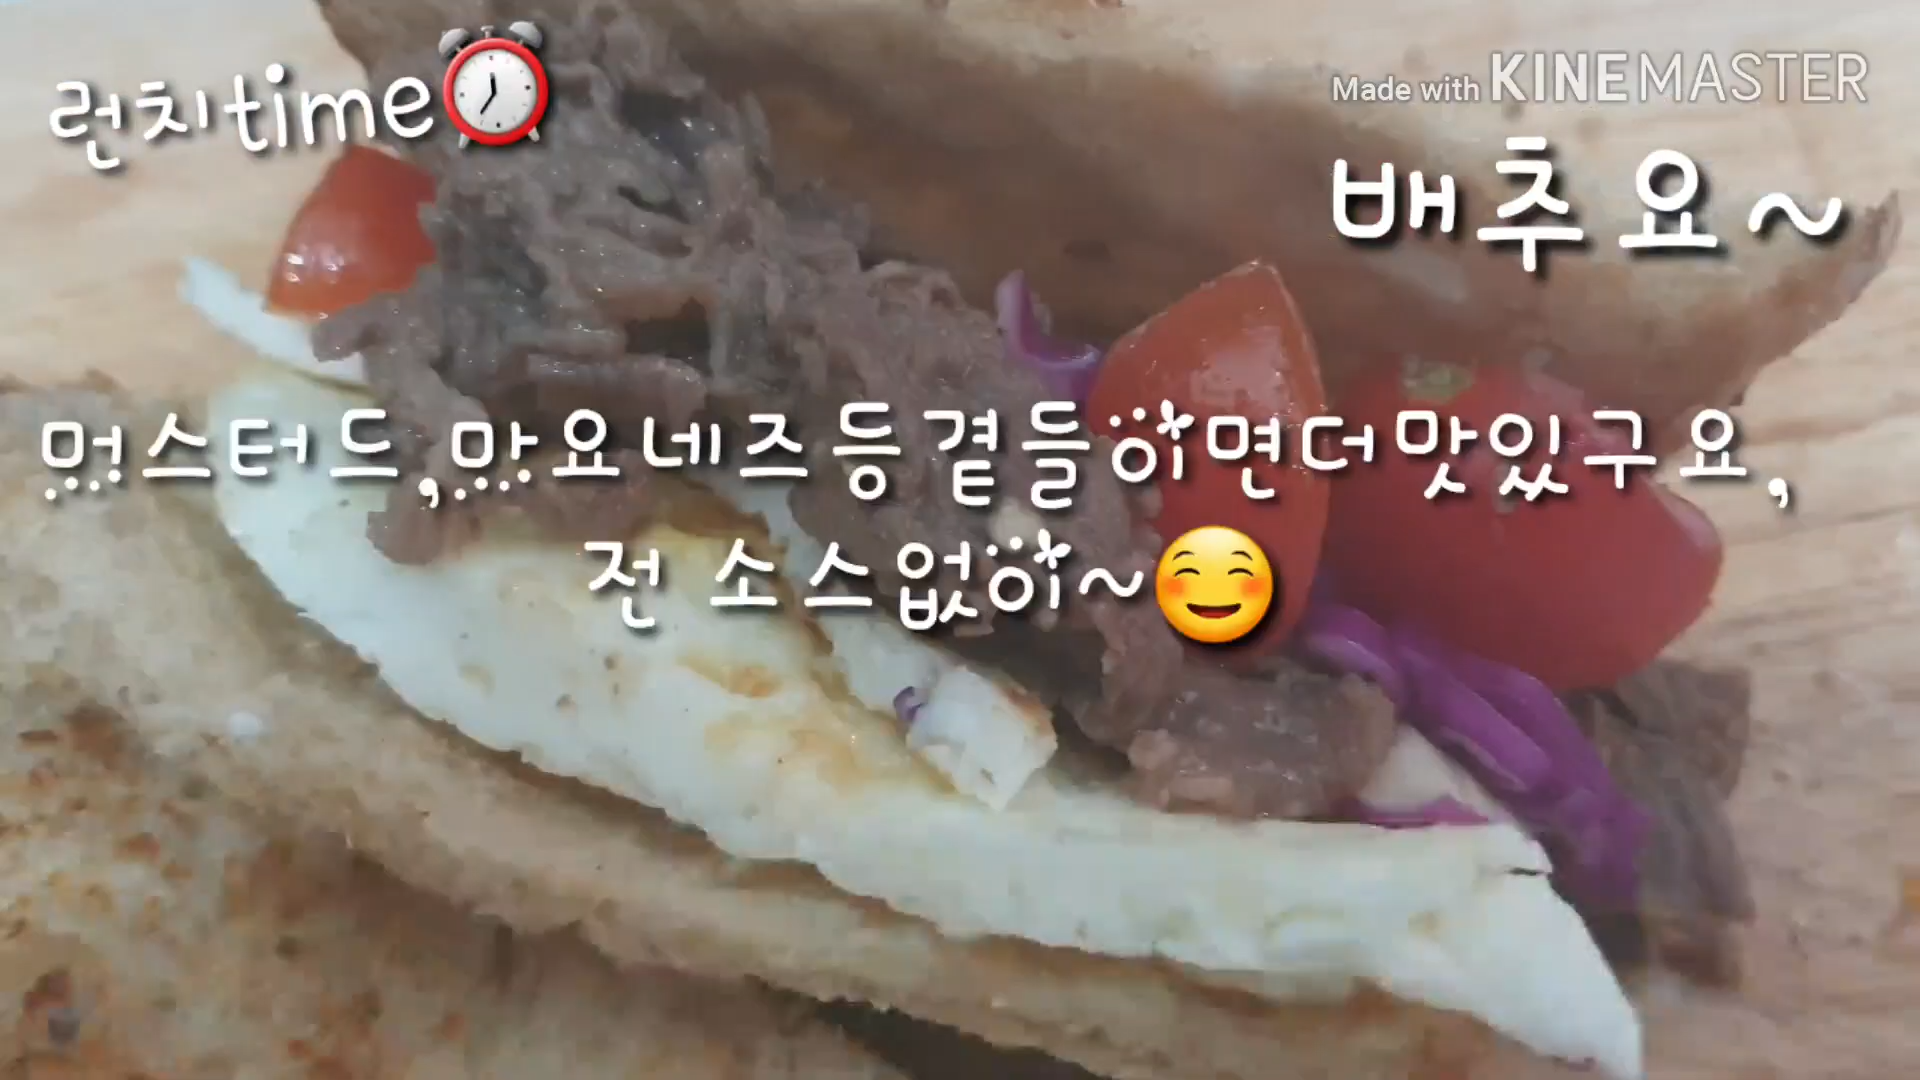 런치time
Made with KINEMASTER
배추요~
머스터드,마요네즈등곁들이면더맛있구요,
전 소스없이~